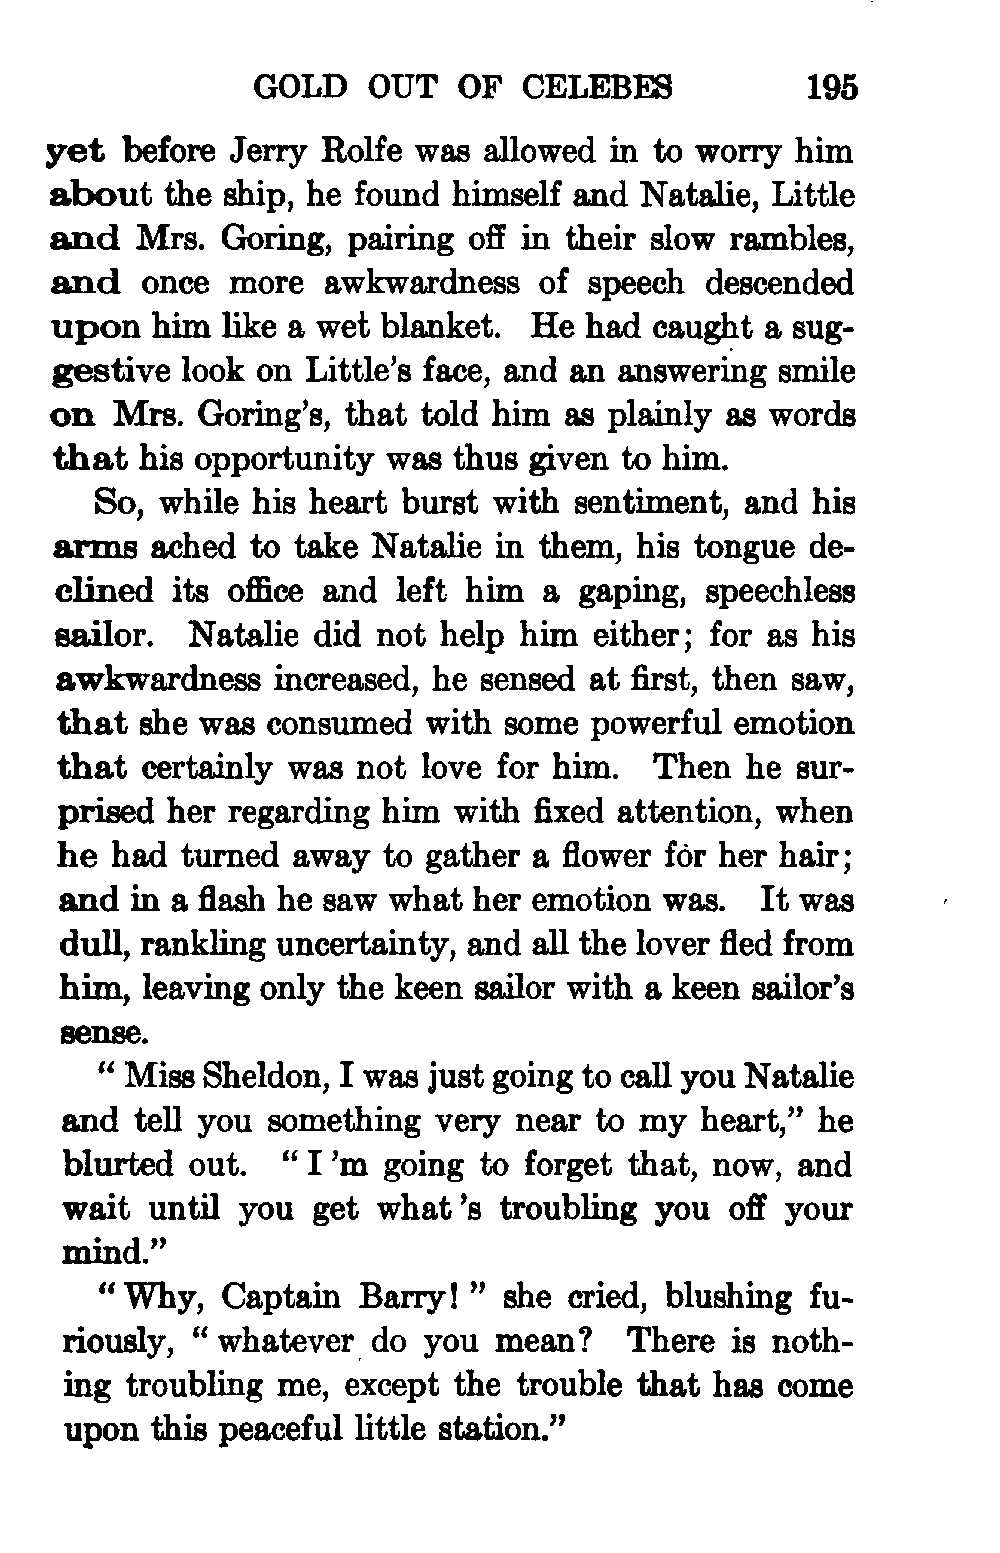 GOLD OUT OF CELEBES 195
yet before Jerry Rolfe was allowed in to worry him
about the ship, he found himself and Natalie, Little
and Mrs. Goring, pairing off in their slow rambles,
and once more awkwardness of speech descended
upon him like a wet blanket. He had caught a sug-
gestive look on Little's face, and an answering smile
on Mrs. Goring's, that told him as plainly as words
that his opportunity was thus given to him.
So, while his heart burst with sentiment, and his
arms ached to take Natalie in them, his tongue de-
clined its office and left him a gaping, speechless
sailor. Natalie did not help him either; for as his
awkwardness increased, he sensed at first, then saw,
that she was consumed with some powerful emotion
that certainly was not love for him. Then he sur-
prised her regarding him with fixed attention, when
he had turned away to gather a flower for her hair;
and in a flash he saw what her emotion was. It was
dull, rankling uncertainty, and all the lover fled from
him, leaving only the keen sailor with a keen sailor's
sense.
" Miss Sheldon, I was just going to call you Natalie
and tell you something very near to my heart," he
blurted out. " I 'm going to forget that, now, and
wait until you get what 's troubling you off your
mind."
" Why, Captain Barry! " she cried, blushing fu-
riously, " whatever do you mean? There is noth-
ing troubling me, except the trouble that has come
upon this peaceful little station."